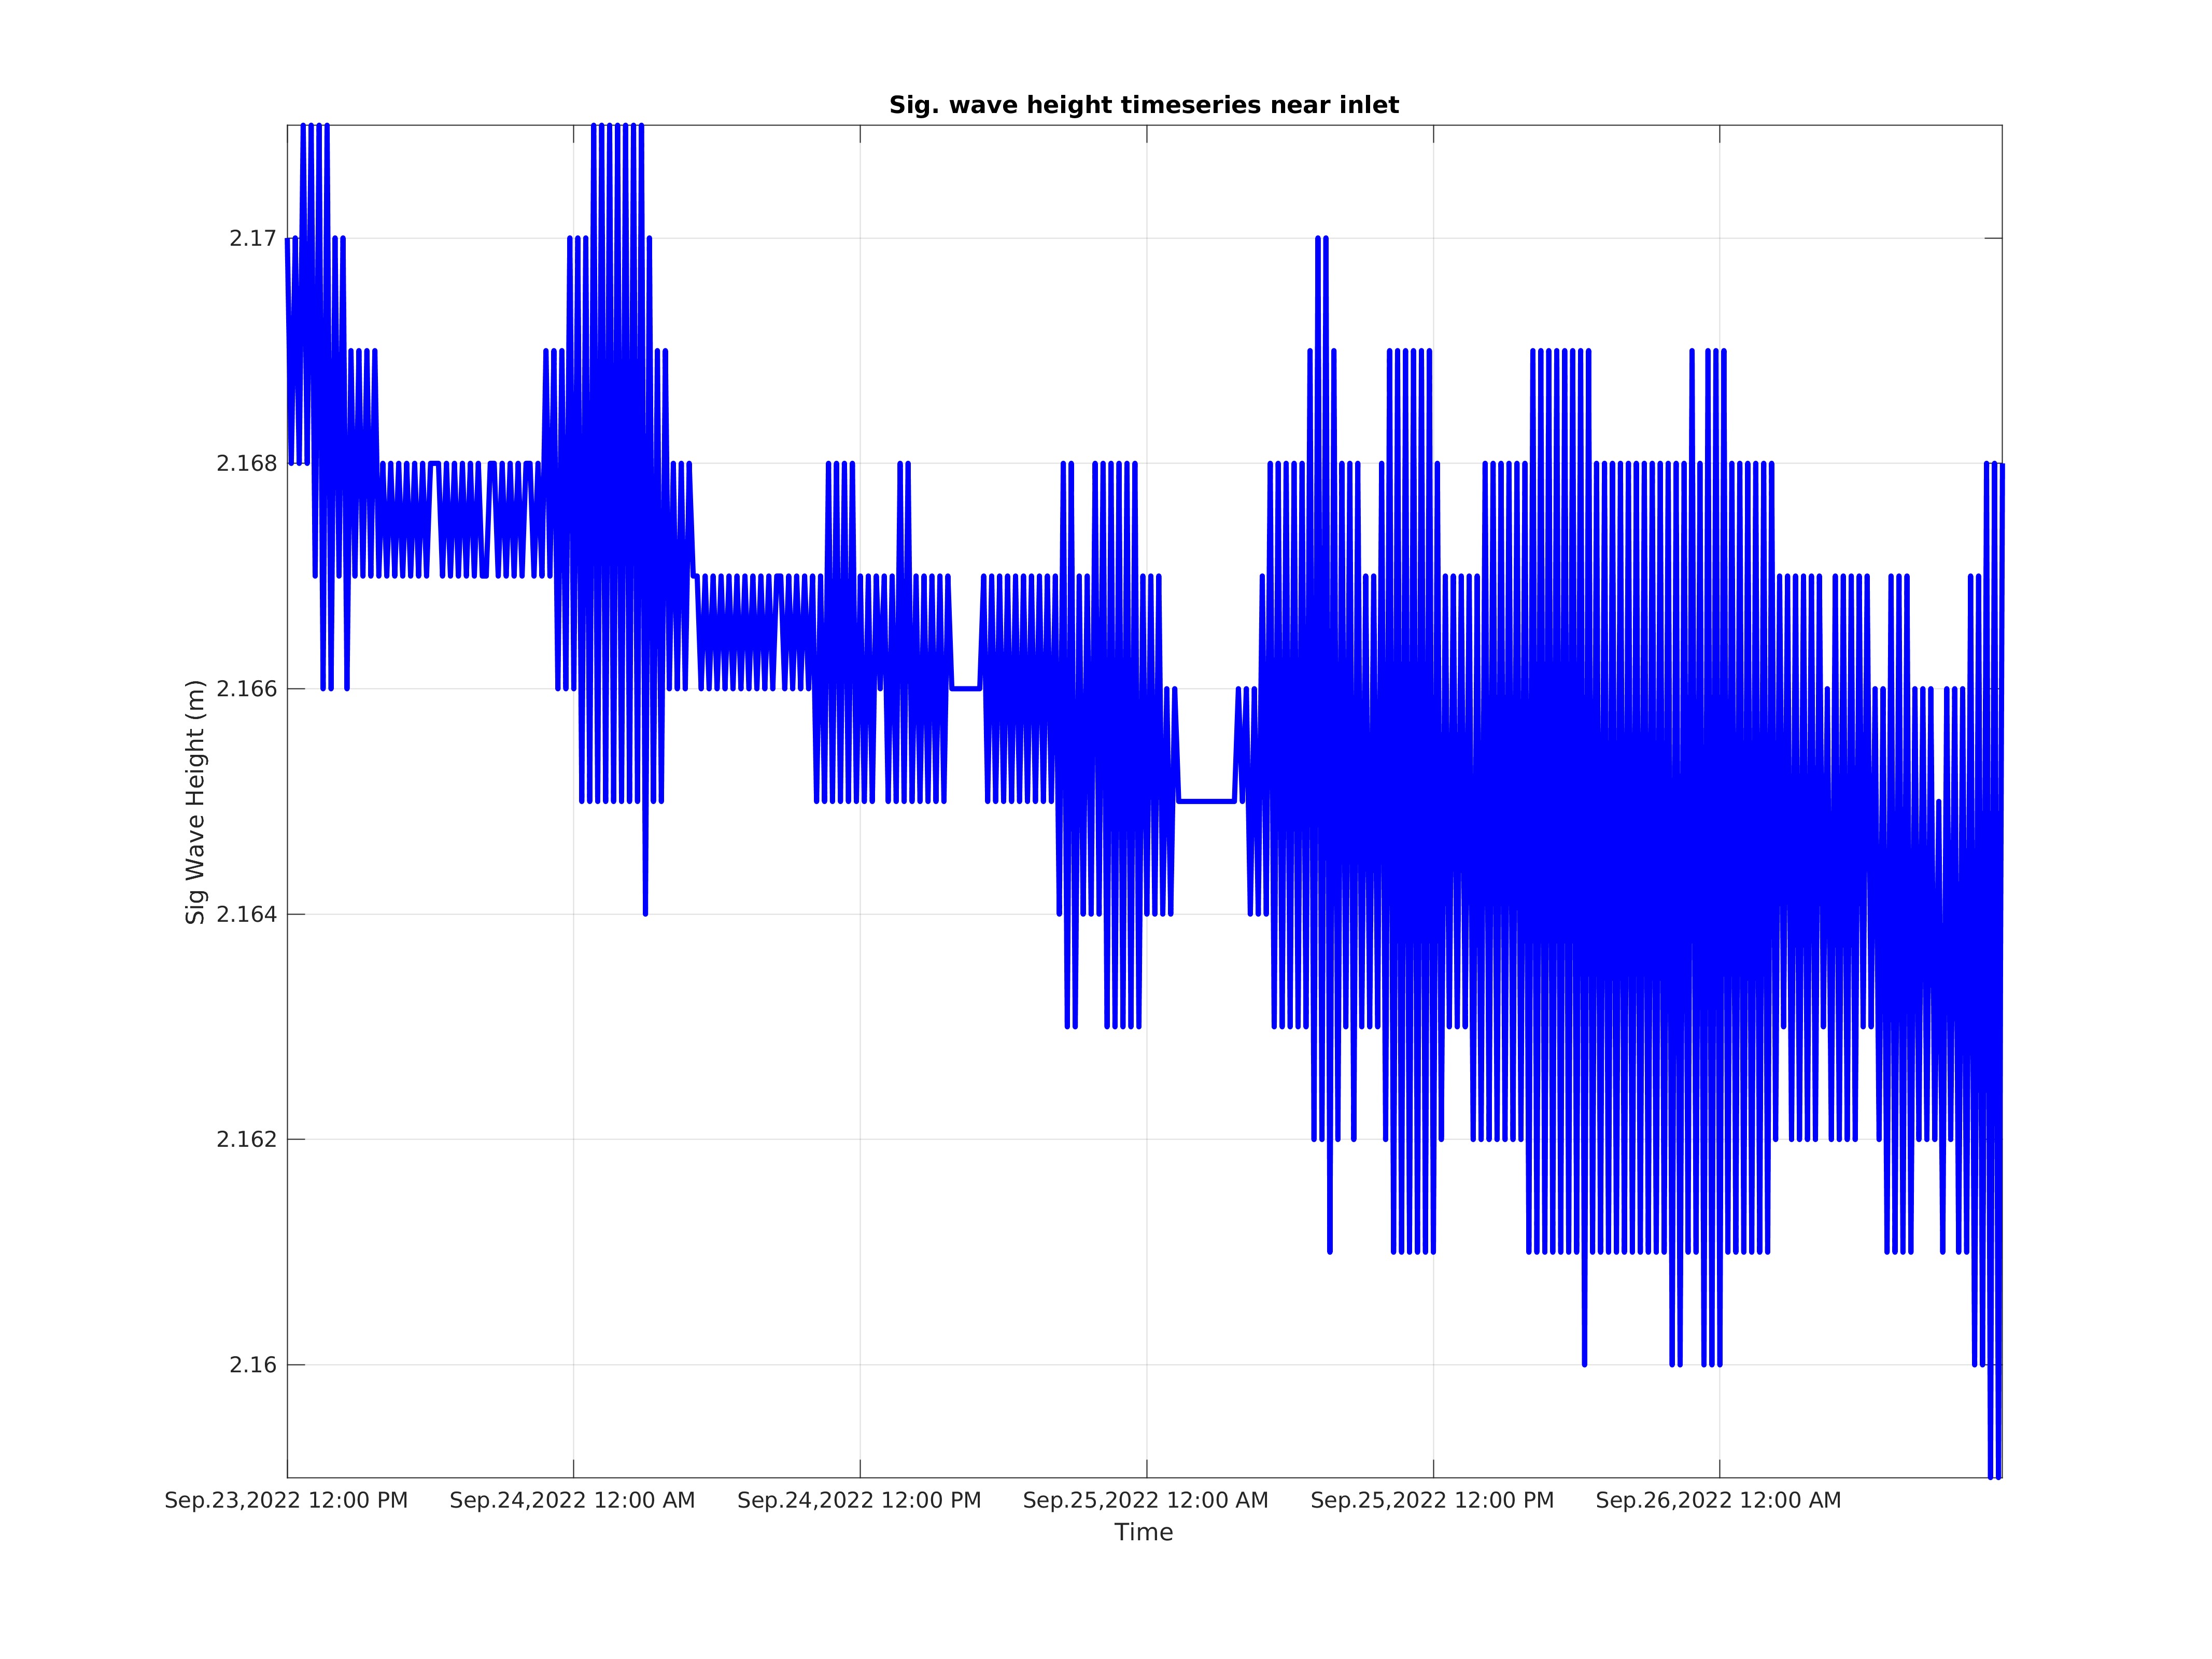 Sig. wave height timeseries near inlet
Sig Wave Height (m)
2.17
2.168
2.166
2.164
2.162
2.16
Sep.23,2022 12:00 PM
Sep.24,2022 12:00 AM
Sep.24,2022 12:00 PM
Sep.25,2022 12:00 AM
Sep.25,2022 12:00 PM
Sep.26,2022 12:00 AM
Time